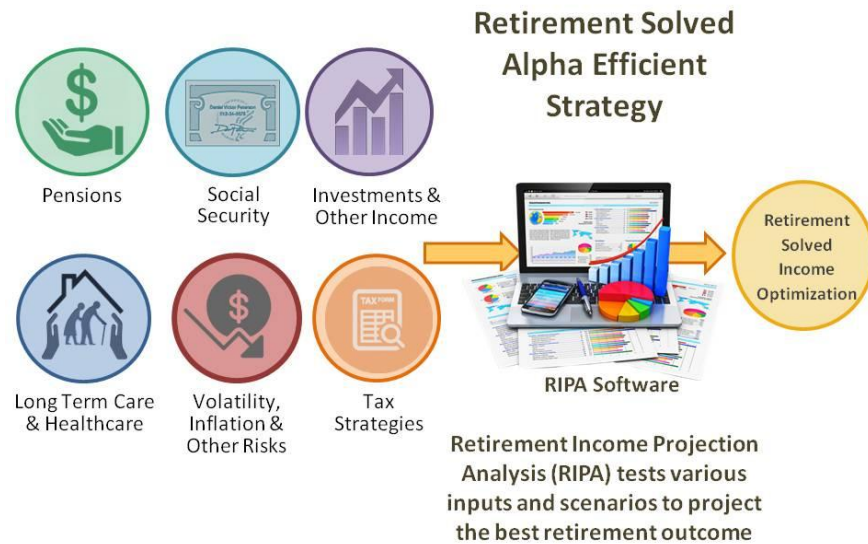 Retirement Solved
Alpha Efficient
Strategy
Pensions
Social
Security
Investments &
Other Income
Long Term Care
& Healthcare
Volatility,
Inflation &
Other Risks
TAX FORM
Tax
Strategies
RIPA Software
Retirement
Solved
Income
Optimization
Retirement Income Projection
Analysis (RIPA) tests various
inputs and scenarios to project
the best retirement outcome
$
$